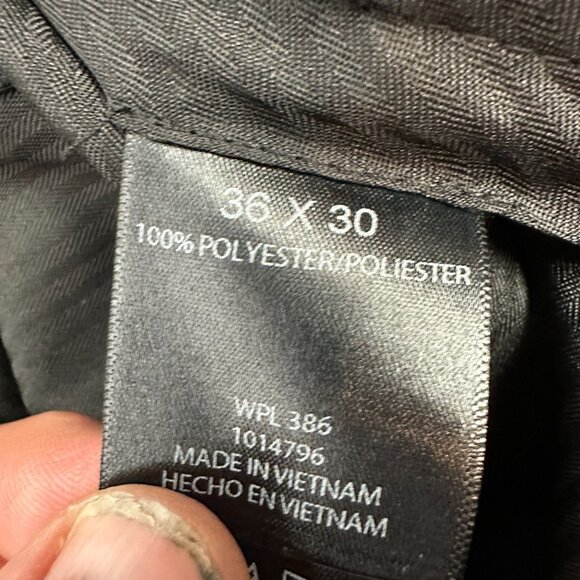 36 X 30
100% POLYESTER/POLIESTER
WPL 386
1014796
MADE IN VIETNAM
HECHO EN VIETNAM